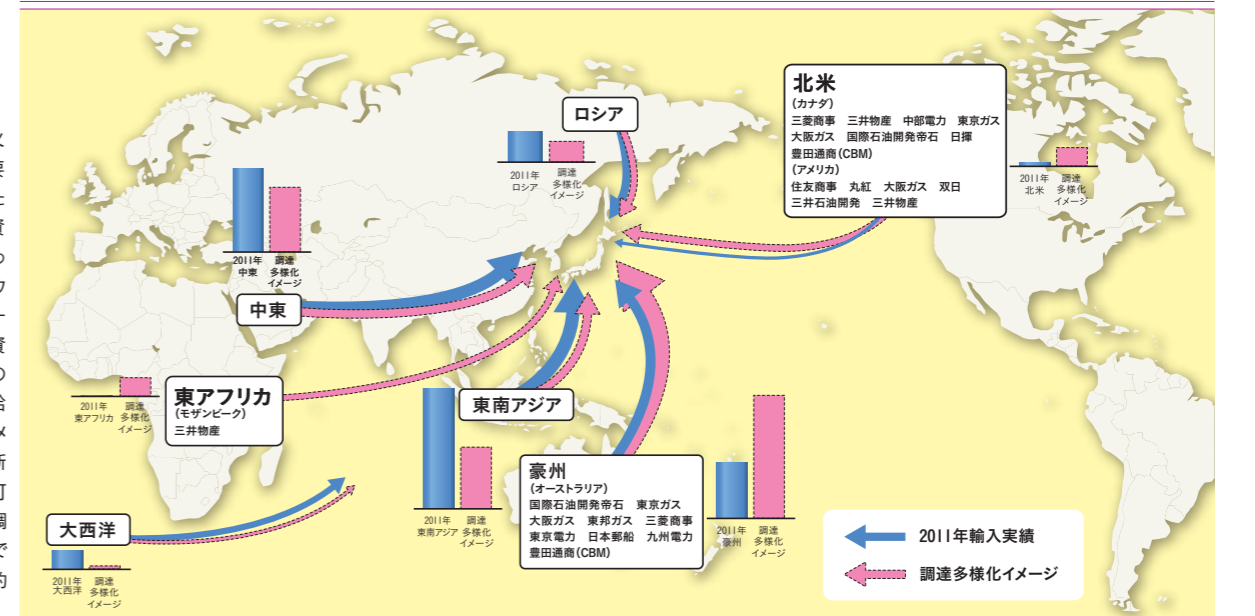 ロシア
2011年
ロシア
調達
多様化
イメージ
北米
(カナダ)
三菱商事 三井物産 中部電力 東京ガス
大阪ガス 国際石油開発帝石 日揮
豊田通商(CBM)
(アメリカ)
住友商事 丸紅 大阪ガス 双日
三井石油開発 三井物産
2011年
北米
調達
多様化
イメージ
2011年
中東
調達
多様化
イメージ
中東
2011年
東アフリカ
調達
多様化
イメージ
東アフリカ
(モザンビーク)
三井物産
東南アジア
2011年
東南アジア
調達
多様化
イメージ
豪州
(オーストラリア)
国際石油開発帝石 東京ガス
大阪ガス 東邦ガス 三菱商事
東京電力 日本郵船 九州電力
豊田通商(CBM)
2011年
豪州
調達
多様化
イメージ
大西洋
2011年
大西洋
調達
多様化
イメージ
2011年輸入実績
調達多様化イメージ